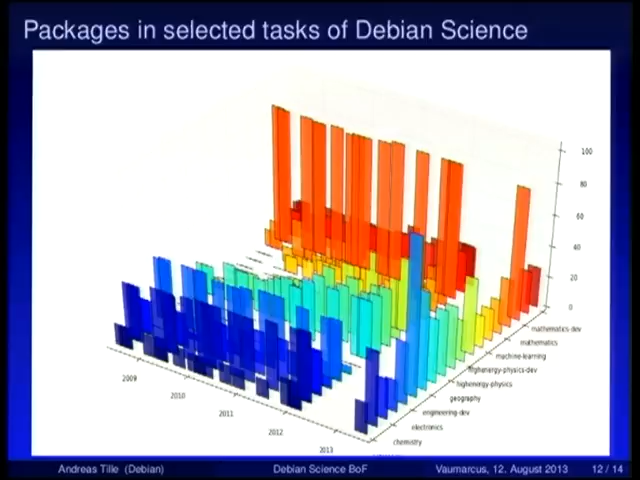 Packages in selected tasks of Debian Science
100
80
60
40
20
0
mathematics-dev
mathematics
machine-learning
highenergy-physics-dev
highenergy-physics
geography
engineering-dev
electronics
chemistry
2009
2010
2011
2012
2013
Andreas Tille (Debian) Debian Science BoF Vaumarcus, 12. August 2013 12 / 14